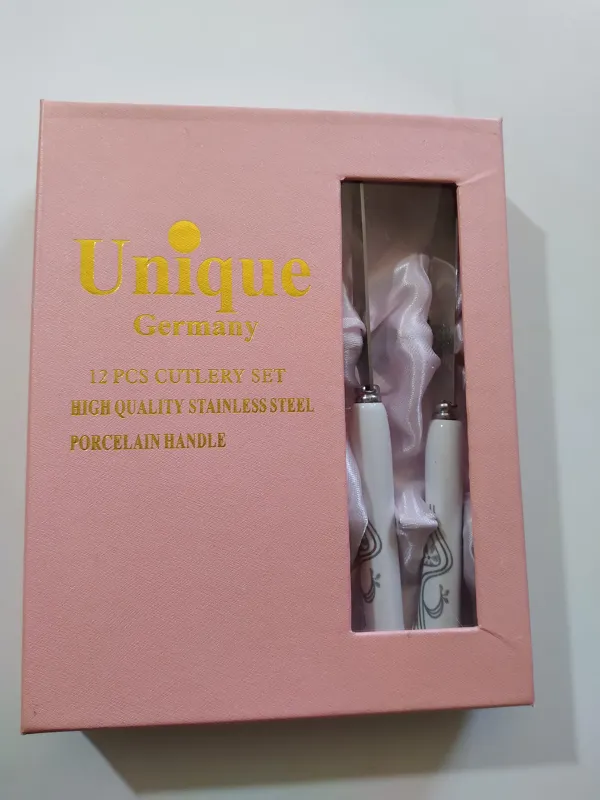 Unique
Germany
12 PCS CUTLERY SET
HIGH QUALITY STAINLESS STEEL
PORCELAIN HANDLE